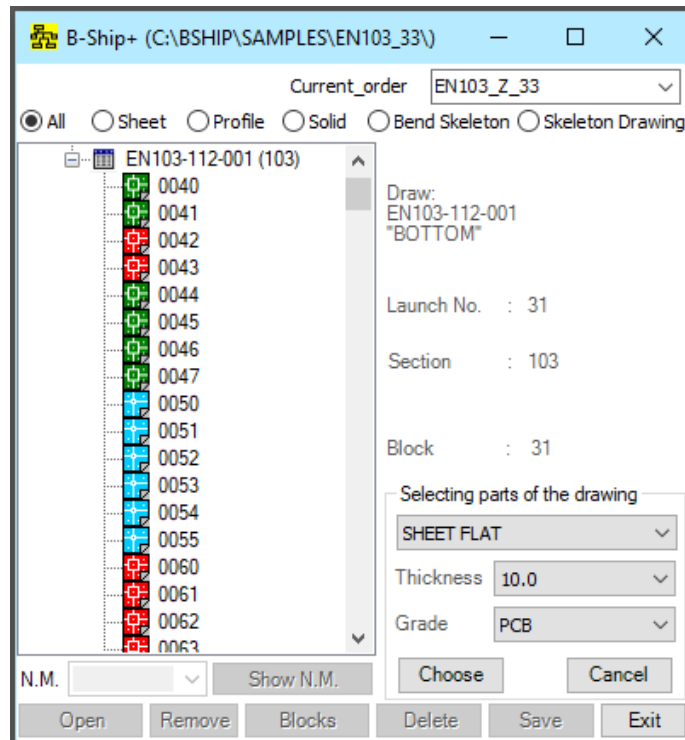 B-Ship+ (C:\BSHIP\SAMPLES\EN103_33\)
Current_order EN103_Z_33
All Sheet Profile Solid Bend Skeleton Skeleton Drawing
EN103-112-001 (103)
0040
0041
0042
0043
0044
0045
0046
0047
0050
0051
0052
0053
0054
0055
0060
0061
0062
0063
Draw:
EN103-112-001
"BOTTOM"
Launch No. : 31
Section : 103
Block : 31
Selecting parts of the drawing
SHEET FLAT
Thickness 10.0
Grade PCB
Choose Cancel
N.M. Show N.M.
Open Remove Blocks Delete Save Exit